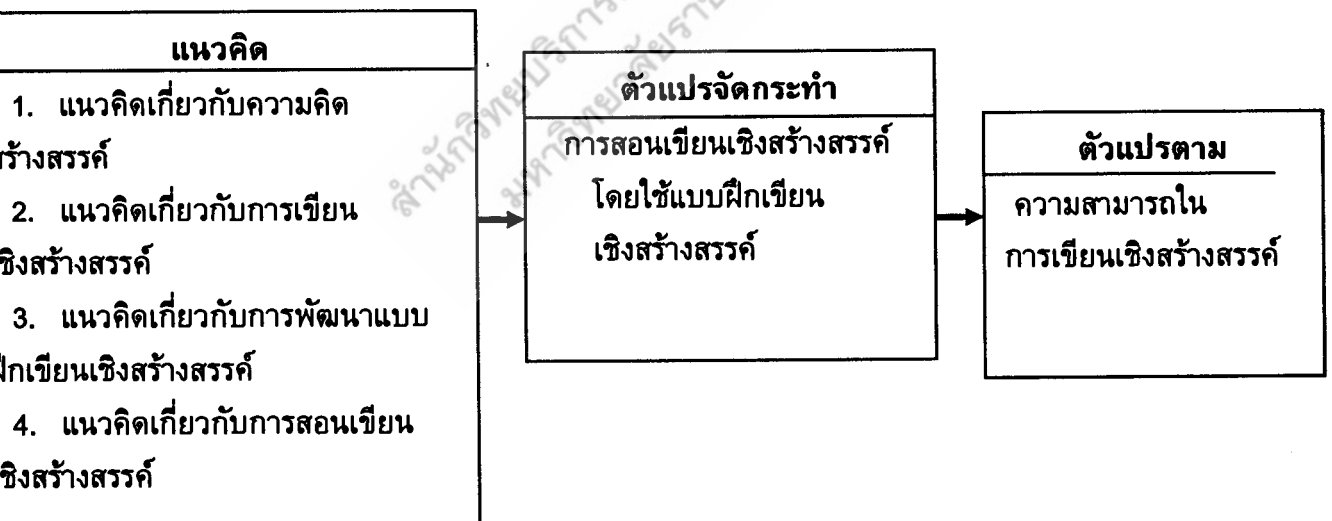 แนวคิด
1. แนวคิดเกี่ยวกับความคิด
สร้างสรรค์
2. แนวคิดเกี่ยวกับการเขียน
เชิงสร้างสรรค์
3. แนวคิดเกี่ยวกับการพัฒนาแบบ
ฝึกเขียนเชิงสร้างสรรค์
4. แนวคิดเกี่ยวกับการสอนเขียน
เชิงสร้างสรรค์
ตัวแปรจัดกระทำ
การสอนเขียนเชิงสร้างสรรค์
โดยใช้แบบฝึกเขียน
เชิงสร้างสรรค์
ตัวแปรตาม
ความสามารถใน
การเขียนเชิงสร้างสรรค์